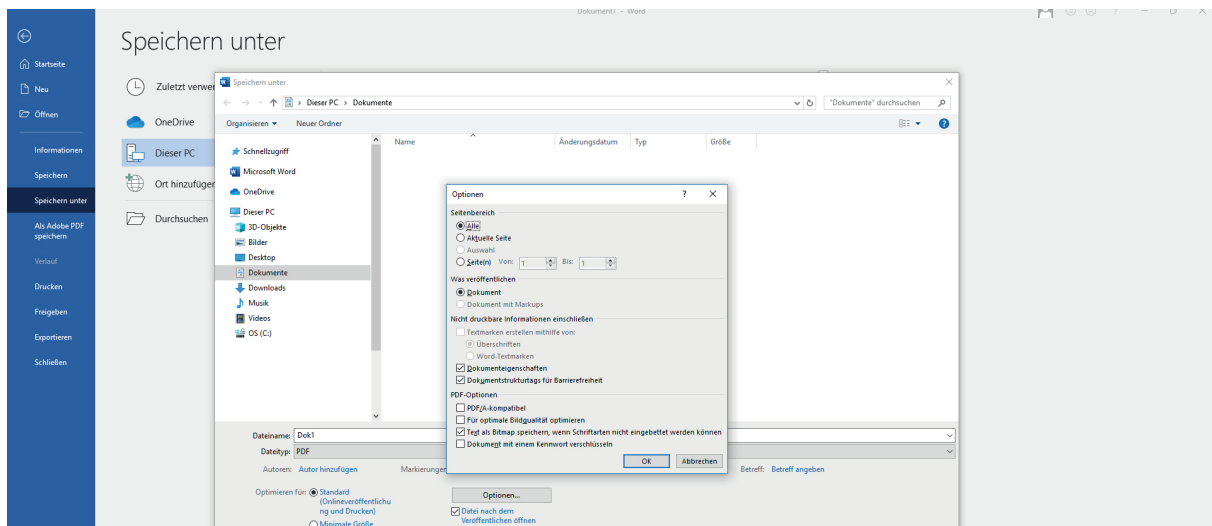 Dokument1 - Word
Speichern unter
Startseite
Neu
Öffnen
Informationen
Speichern
Speichern unter
Als Adobe PDF
speichern
Verlauf
Drucken
Freigeben
Exportieren
Schließen
Zuletzt verwen
OneDrive
Dieser PC
Ort hinzufügen
Durchsuchen
Speichern unter
Dieser PC > Dokumente
"Dokumente" durchsuchen
Organisieren Neuer Ordner
Name Änderungsdatum Typ Größe
Schnellzugriff
Microsoft Word
OneDrive
Dieser PC
3D-Objekte
Bilder
Desktop
Dokumente
Downloads
Musik
Videos
OS (C:)
Optionen ? X
Seitenbereich
Alle
Aktuelle Seite
Auswahl
Seite(n) Von: 1 Bis: 1
Was veröffentlichen
Dokument
Dokument mit Markups
Nicht druckbare Informationen einschließen
Textmarken erstellen mithilfe von:
Überschriften
Word-Textmarken
Dokumenteigenschaften
Dokumentstrukturtags für Barrierefreiheit
PDF-Optionen
PDF/A-kompatibel
Für optimale Bildqualität optimieren
Text als Bitmap speichern, wenn Schriftarten nicht eingebettet werden können
Dokument mit einem Kennwort verschlüsseln
OK Abbrechen
Dateiname: Dok1
Dateityp: PDF
Autoren: Autor hinzufügen Markierungen Betreff: Betreff angeben
Optimieren für: Standard
(Onlineveröffentlichu
ng und Drucken)
Minimale Größe
Optionen...
Datei nach dem
Veröffentlichen öffnen